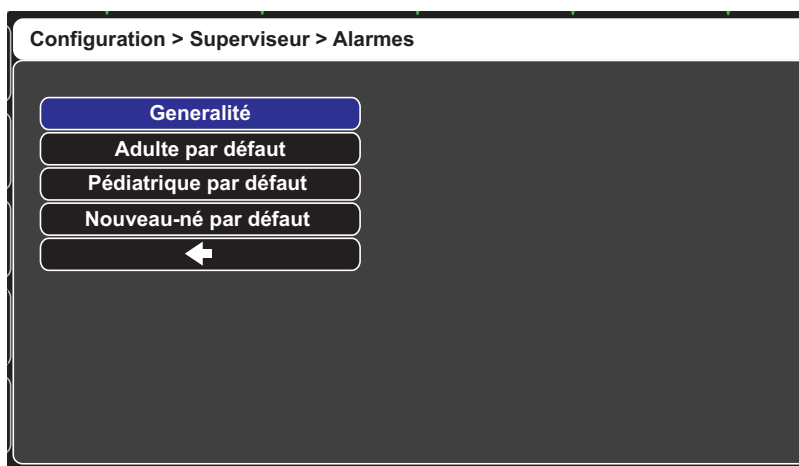 Configuration > Superviseur > Alarmes
Generalité
Adulte par défaut
Pédiatrique par défaut
Nouveau-né par défaut